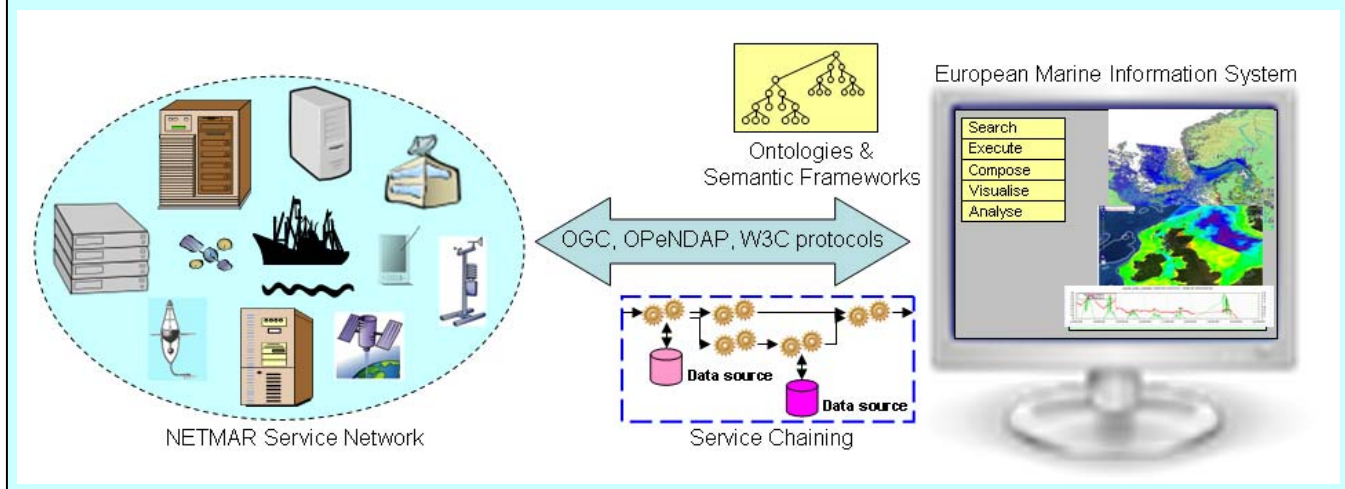 European Marine Information System
Search
Execute
Compose
Visualise
Analyse
Ontologies &
Semantic Frameworks
OGC, OPeNDAP, W3C protocols
Data source
Data source
NETMAR Service Network
Service Chaining